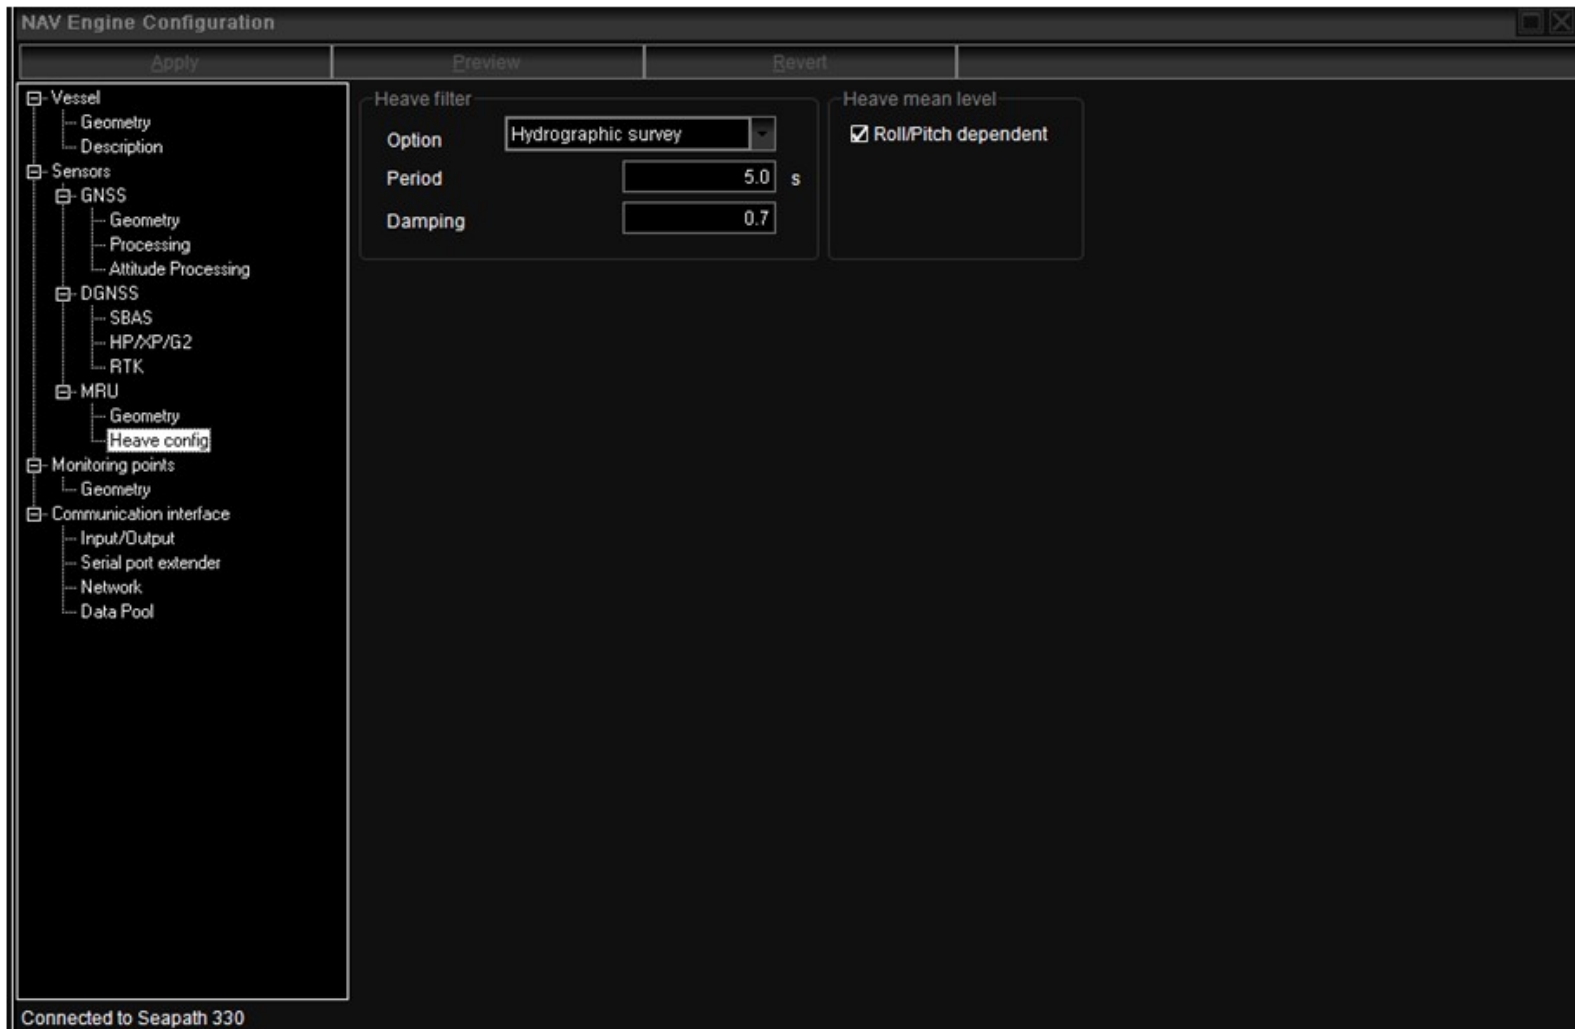 NAV Engine Configuration
Apply Preview Revert
Vessel
Geometry
Description
Sensors
GNSS
Geometry
Processing
Attitude Processing
DGNSS
SBAS
HP/XP/G2
RTK
MRU
Geometry
Heave config
Monitoring points
Geometry
Communication interface
Input/Output
Serial port extender
Network
Data Pool
Heave filter
Option Hydrographic survey
Period 5.0 s
Damping 0.7
Heave mean level
Roll/Pitch dependent
Connected to Seapath 330